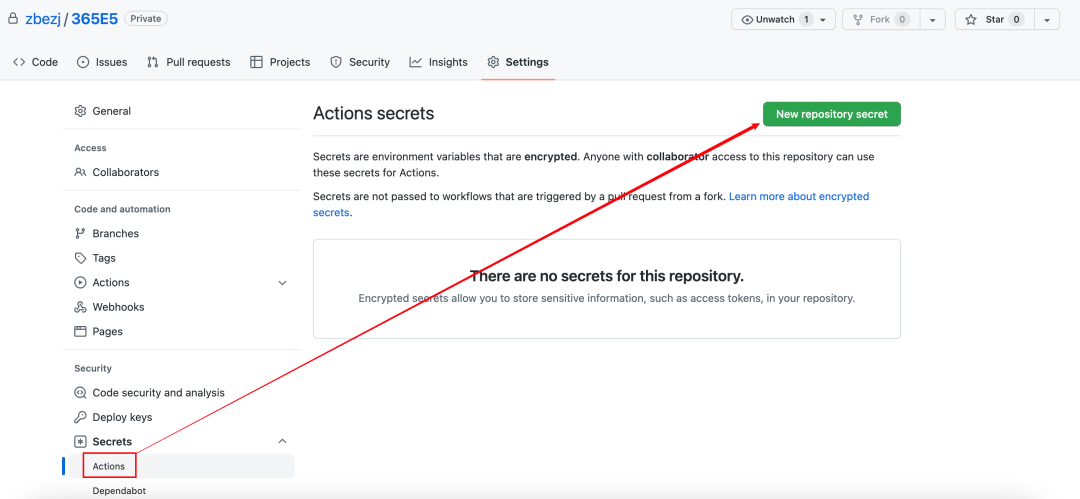 zbezj / 365E5 Private
Unwatch 1 Fork 0 Star 0
Code Issues Pull requests Projects Security Insights Settings
General
Access
Collaborators
Code and automation
Branches
Tags
Actions
Webhooks
Pages
Security
Code security and analysis
Deploy keys
Secrets
Actions
Dependabot
Actions secrets
New repository secret
Secrets are environment variables that are encrypted. Anyone with collaborator access to this repository can use
these secrets for Actions.
Secrets are not passed to workflows that are triggered by a pull request from a fork. Learn more about encrypted
secrets.
There are no secrets for this repository.
Encrypted secrets allow you to store sensitive information, such as access tokens, in your repository.